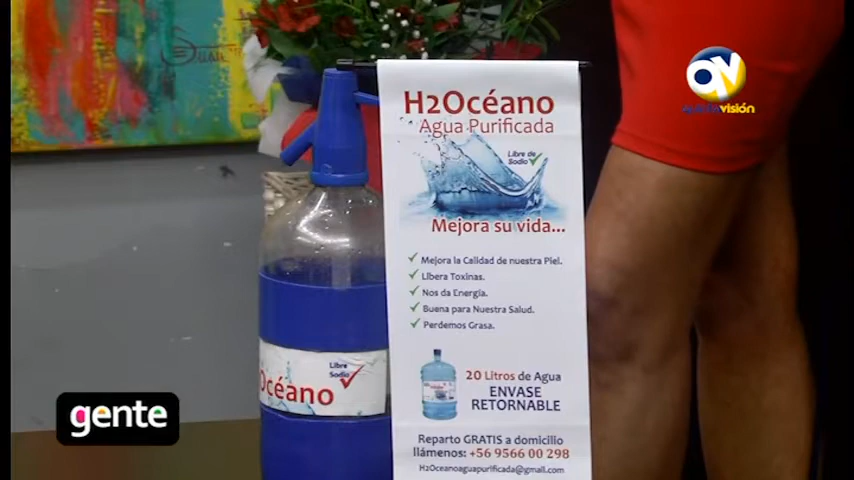 H2Océano
Agua Purificada
Libre de
Sodio
Mejora su vida...
Mejora la Calidad de nuestra Piel.
Libera Toxinas.
Nos da Energía.
Buena para Nuestra Salud.
Perdemos Grasa.
20 Litros de Agua
ENVASE
RETORNABLE
Reparto GRATIS a domicilio
llámenos: +56 9566 00 298
H2Oceanoaguapurificada@gmail.com
Libre
Sodio
Océano
gente
visión